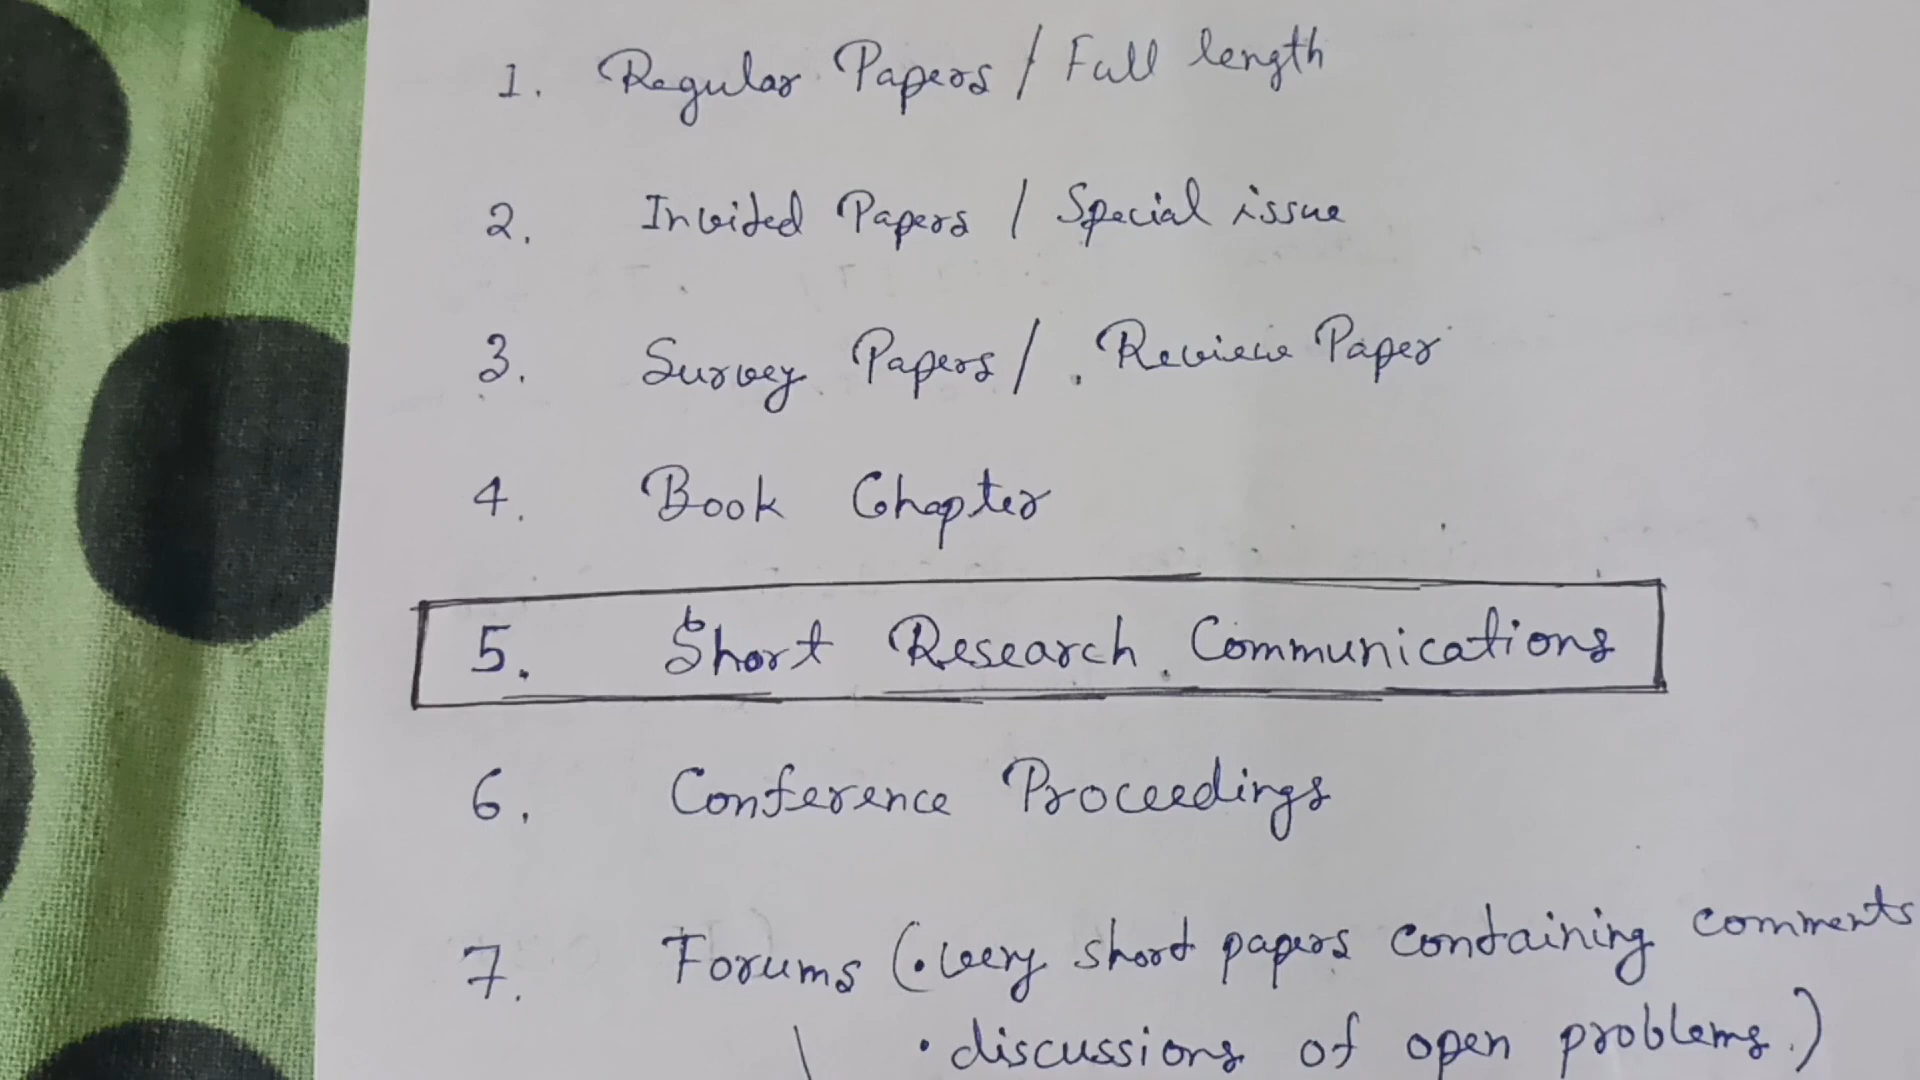 1. Regular Papers / Full length
2. Invited Papers / Special issue
3. Survey Papers / Review Paper
4. Book Chapter
5. Short Research Communications
6. Conference Proceedings
7. Forums (• very short papers containing comments
• discussions of open problems.)